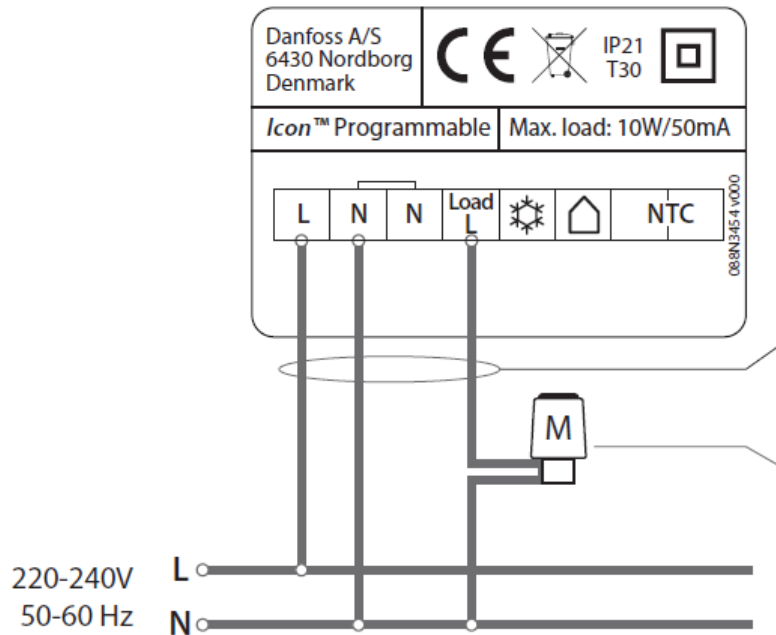 Danfoss A/S
6430 Nordborg
Denmark
CE
IP21
T30
Icon™ Programmable
Max. load: 10W/50mA
L N N Load L NTC
088N3454 v000
M
220-240V
50-60 Hz
L
N